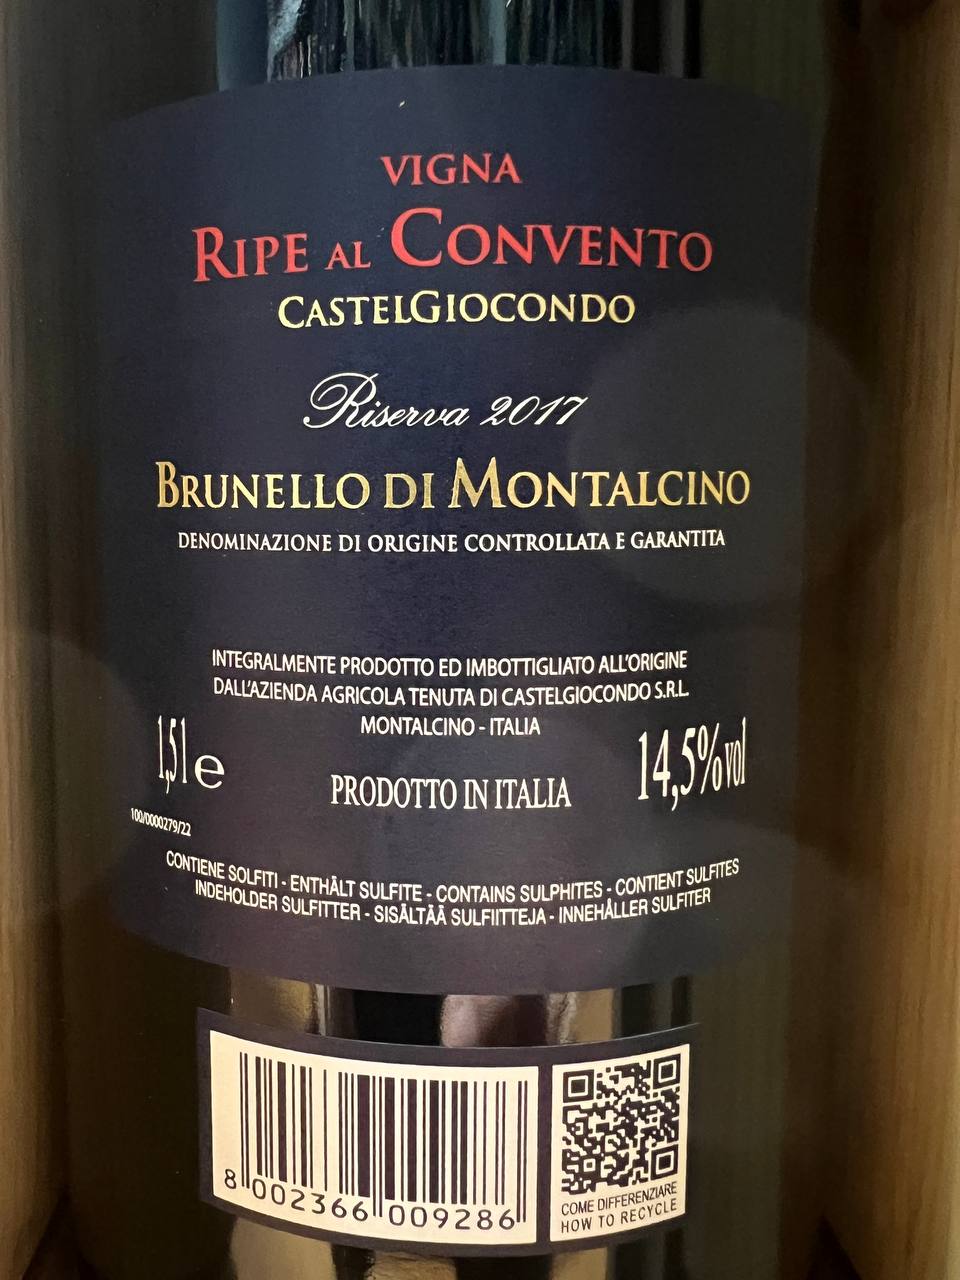 VIGNA
RIPE AL CONVENTO
CASTELGIOCONDO
Riserva 2017
BRUNELLO DI MONTALCINO
DENOMINAZIONE DI ORIGINE CONTROLLATA E GARANTITA
INTEGRALMENTE PRODOTTO ED IMBOTTIGLIATO ALL'ORIGINE
DALL'AZIENDA AGRICOLA TENUTA DI CASTELGIOCONDO S.R.L.
MONTALCINO - ITALIA
1,5 l e
PRODOTTO IN ITALIA
14,5% vol
100/0000279/22
CONTIENE SOLFITI - ENTHÄLT SULFITE - CONTAINS SULPHITES - CONTIENT SULFITES
INDEHOLDER SULFITTER - SISÄLTÄÄ SULFIITTEJA - INNEHÅLLER SULFITER
8 002366 009286
COME DIFFERENZIARE
HOW TO RECYCLE